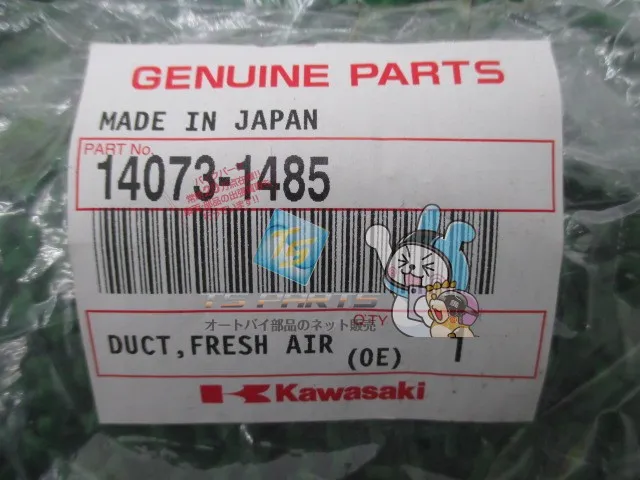 GENUINE PARTS
MADE IN JAPAN
PART No.
14073-1485
TS PARTS
オートバイ部品のネット販売
Q'TY
DUCT,FRESH AIR (OE) 1
Kawasaki